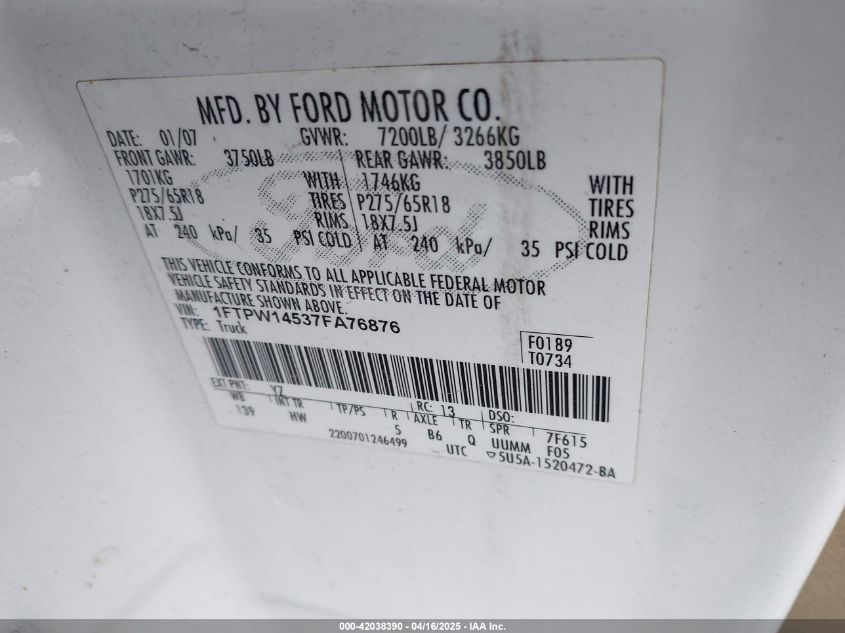 MFD. BY FORD MOTOR CO.
DATE: 01/07 GVWR: 7200LB/ 3266KG
FRONT GAWR: 3750LB REAR GAWR: 3850LB
1701KG WITH 1746KG WITH
P275/65R18 TIRES P275/65R18 TIRES
18X7.5J RIMS 18X7.5J RIMS
AT 240 kPa/ 35 PSI COLD AT 240 kPa/ 35 PSI COLD
Ford
THIS VEHICLE CONFORMS TO ALL APPLICABLE FEDERAL MOTOR
VEHICLE SAFETY STANDARDS IN EFFECT ON THE DATE OF
MANUFACTURE SHOWN ABOVE.
VIN: 1FTPW14537FA76876
TYPE: Truck
F0189
T0734
EXT PNT: YZ RC: 13 DSO:
WB INT TR TP/PS R AXLE TR SPR 7F615
139 HW 5 B6 Q UUMM F05
2200701246499 UTC ▽5U5A-1520472-BA
000-42038390 - 04/16/2025 - IAA Inc.